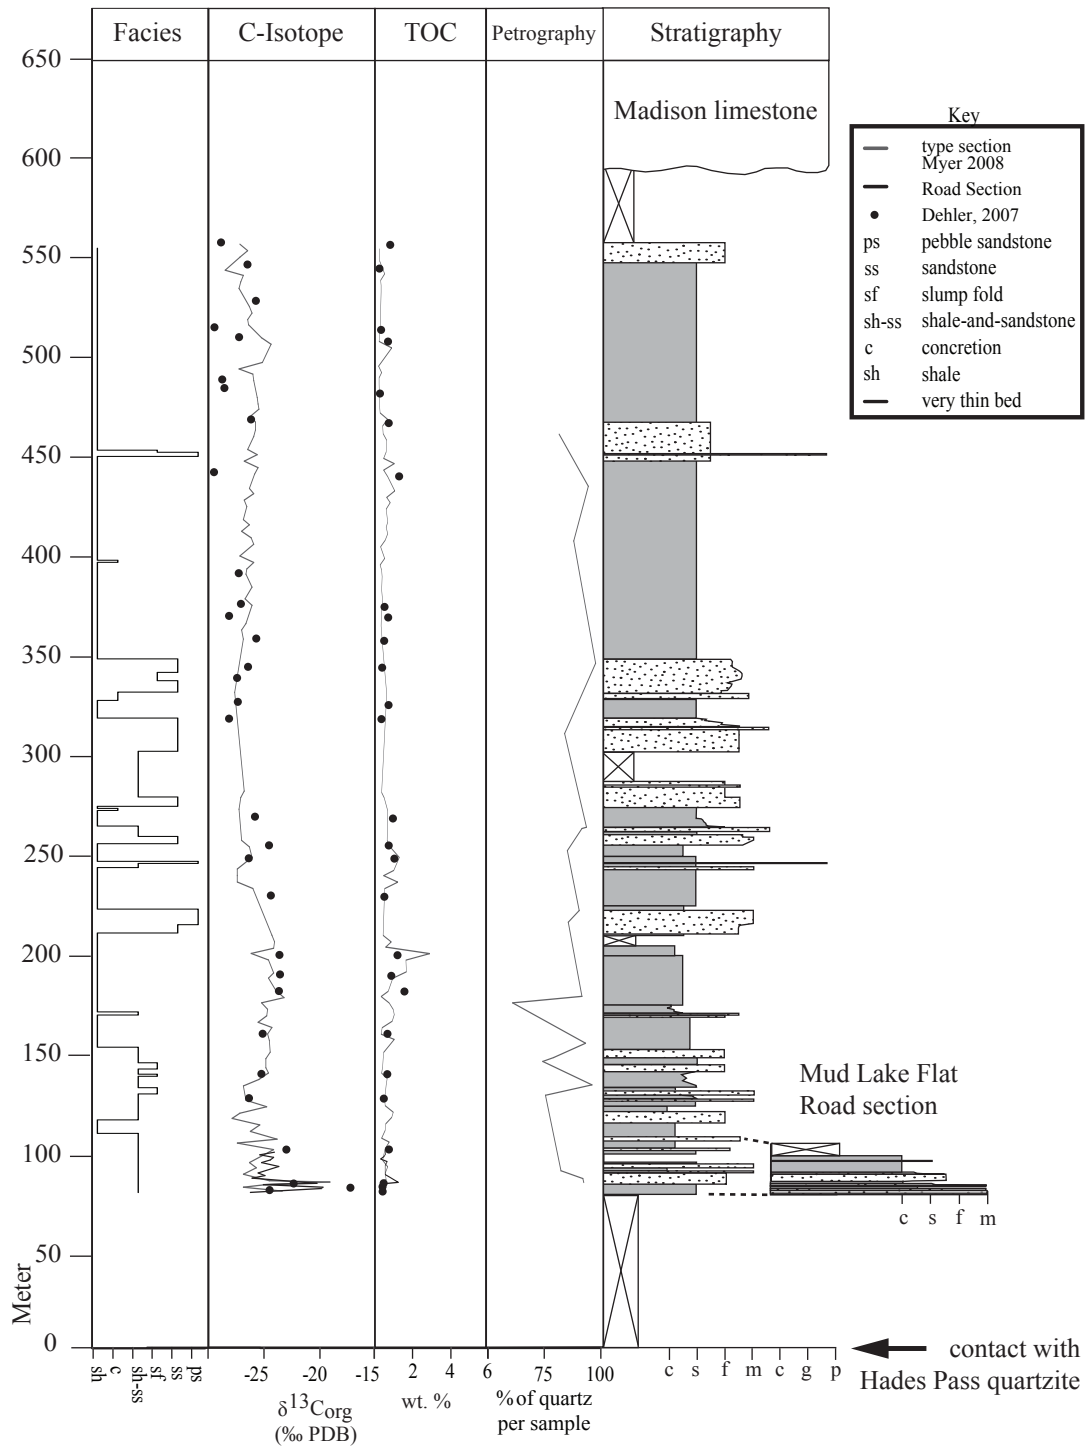 Facies C-Isotope TOC Petrography Stratigraphy
650
Madison limestone
600
550
500
450
400
350
300
250
200
150
100
50
0
Meter
Key
type section
Myer 2008
Road Section
Dehler, 2007
ps pebble sandstone
ss sandstone
sf slump fold
sh-ss shale-and-sandstone
c concretion
sh shale
very thin bed
Mud Lake Flat
Road section
c s f m
contact with
Hades Pass quartzite
sh c sh-ss sf ss ps
-25 -20 -15
δ13Corg
(‰ PDB)
2 4 6
wt. %
75 100
% of quartz
per sample
c s f m c g p